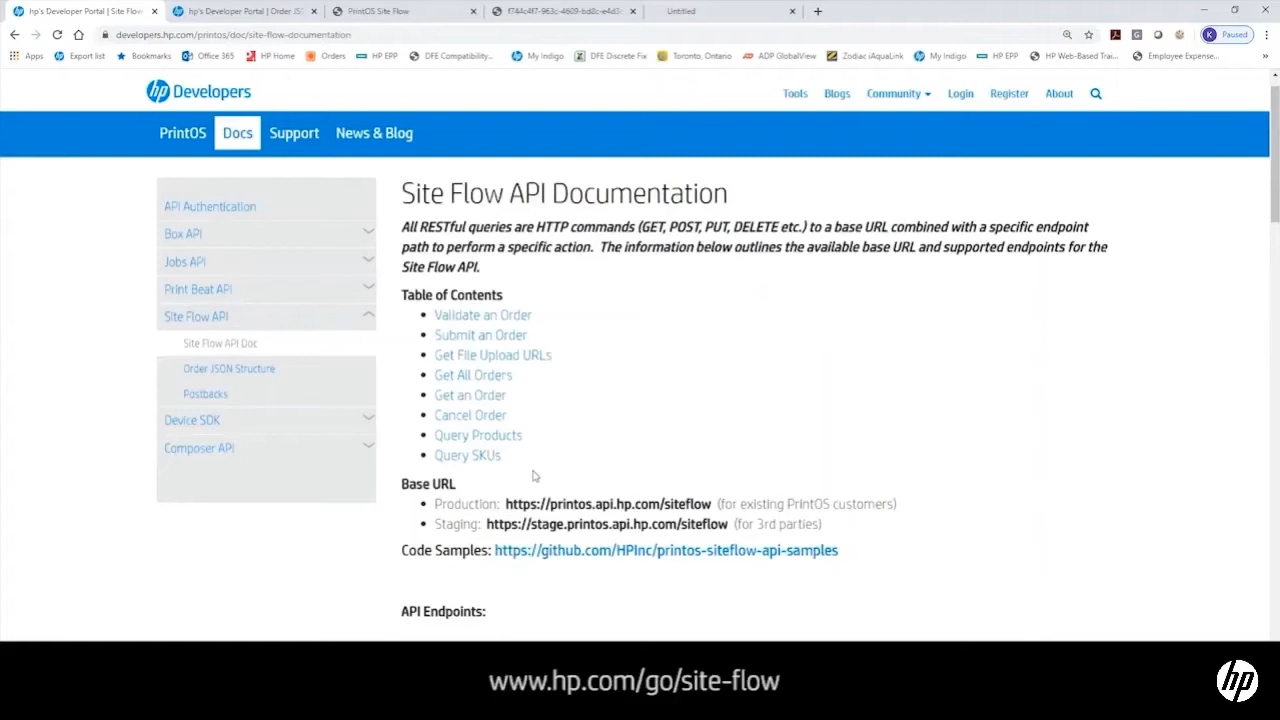 hp's Developer Portal | Site Flow
hp's Developer Portal | Order JSO
PrintOS Site Flow
Untitled
developers.hp.com/printos/doc/site-flow-documentation
Paused
Apps
Export list
Bookmarks
Office 365
HP Home
Orders
HP EPP
DFE Compatibility...
My Indigo
DFE Discrete Fix
Toronto, Ontario
ADP GlobalView
Zodiac iAquaLink
My Indigo
HP EPP
HP Web-Based Trai...
Employee Expense...
hp Developers
Tools
Blogs
Community
Login
Register
About
PrintOS
Docs
Support
News & Blog
API Authentication
Box API
Jobs API
Print Beat API
Site Flow API
Site Flow API Doc
Order JSON Structure
Postbacks
Device SDK
Composer API
Site Flow API Documentation
All RESTful queries are HTTP commands (GET, POST, PUT, DELETE etc.) to a base URL combined with a specific endpoint
path to perform a specific action. The information below outlines the available base URL and supported endpoints for the
Site Flow API.
Table of Contents
Validate an Order
Submit an Order
Get File Upload URLs
Get All Orders
Get an Order
Cancel Order
Query Products
Query SKUs
Base URL
Production: https://printos.api.hp.com/siteflow (for existing PrintOS customers)
Staging: https://stage.printos.api.hp.com/siteflow (for 3rd parties)
Code Samples: https://github.com/HPInc/printos-siteflow-api-samples
API Endpoints:
www.hp.com/go/site-flow
hp